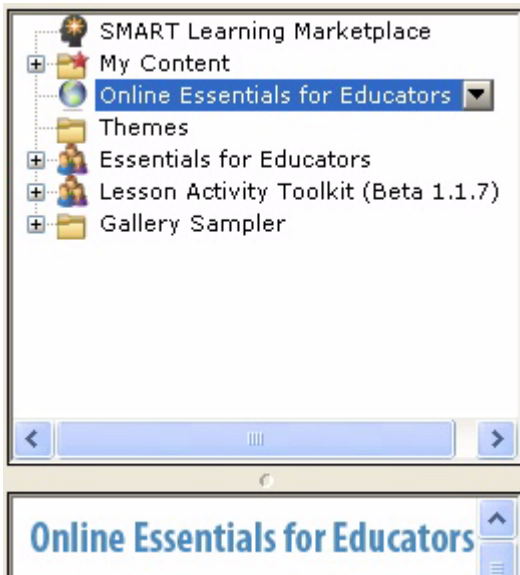 SMART Learning Marketplace
My Content
Online Essentials for Educators
Themes
Essentials for Educators
Lesson Activity Toolkit (Beta 1.1.7)
Gallery Sampler
Online Essentials for Educators